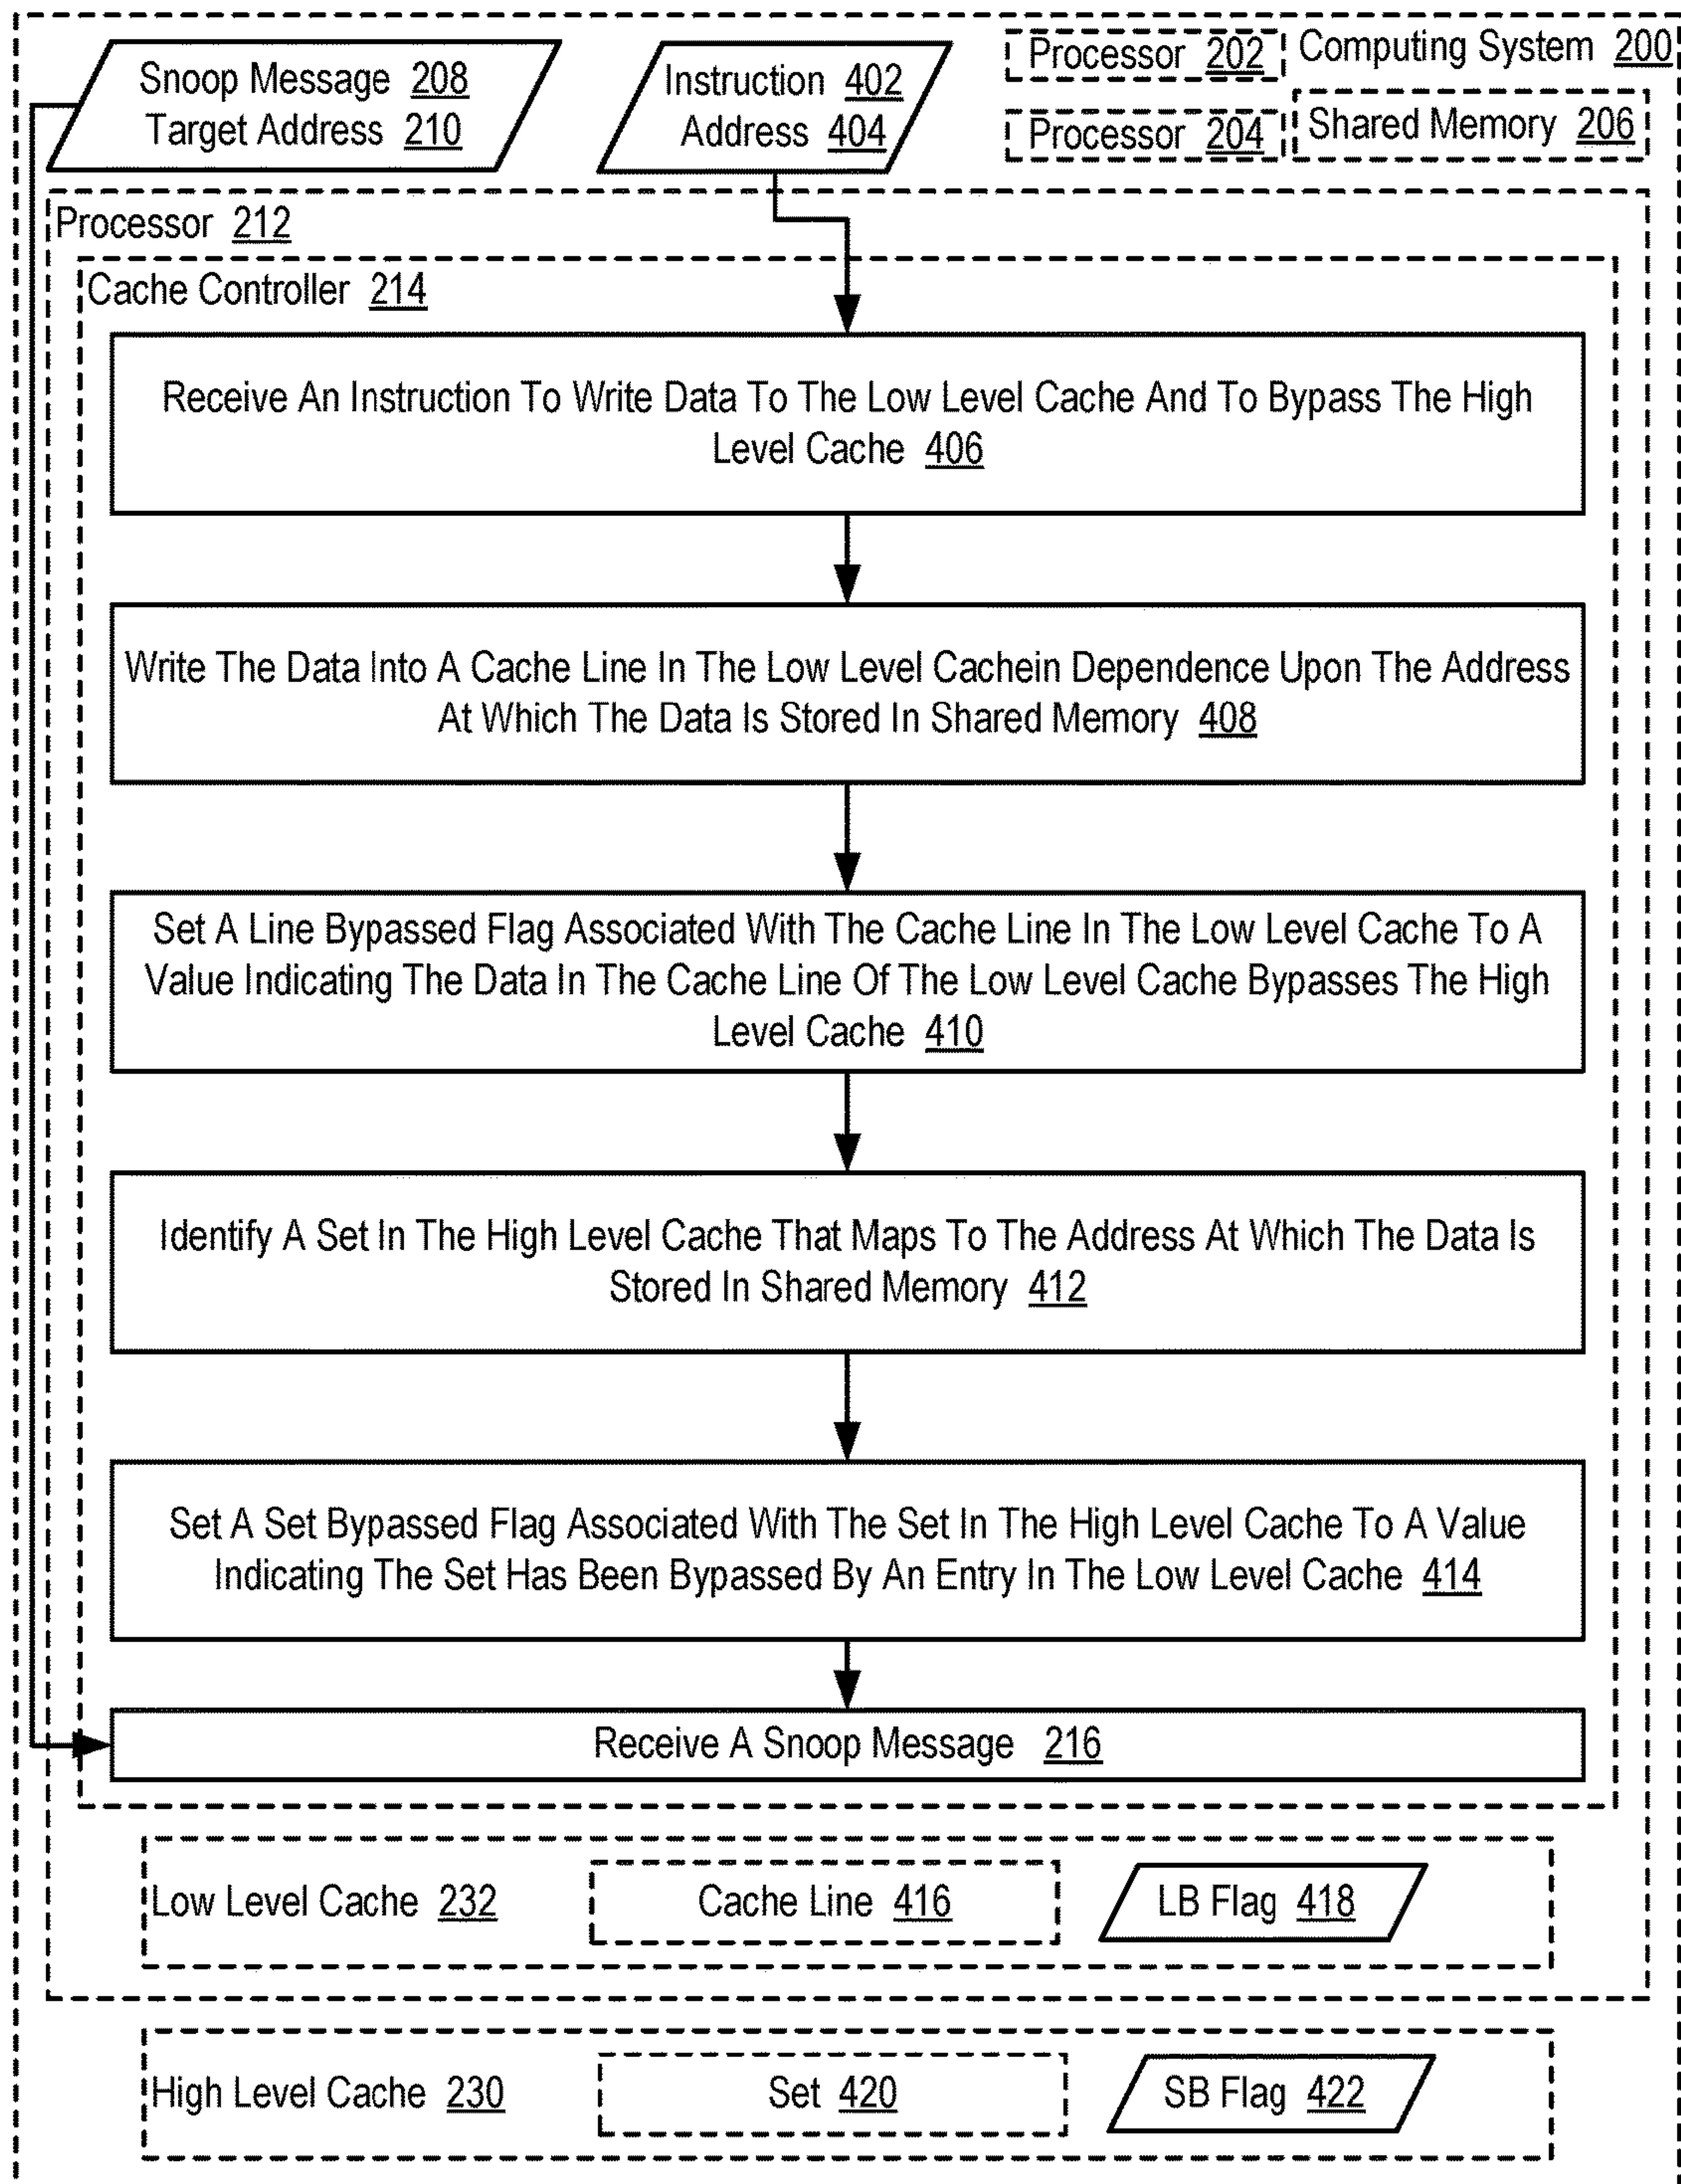 Snoop Message 208
Target Address 210
Instruction 402
Address 404
Processor 202
Computing System 200
Processor 204
Shared Memory 206
Processor 212
Cache Controller 214
Receive An Instruction To Write Data To The Low Level Cache And To Bypass The High
Level Cache 406
Write The Data Into A Cache Line In The Low Level Cachein Dependence Upon The Address
At Which The Data Is Stored In Shared Memory 408
Set A Line Bypassed Flag Associated With The Cache Line In The Low Level Cache To A
Value Indicating The Data In The Cache Line Of The Low Level Cache Bypasses The High
Level Cache 410
Identify A Set In The High Level Cache That Maps To The Address At Which The Data Is
Stored In Shared Memory 412
Set A Set Bypassed Flag Associated With The Set In The High Level Cache To A Value
Indicating The Set Has Been Bypassed By An Entry In The Low Level Cache 414
Receive A Snoop Message 216
Low Level Cache 232
Cache Line 416
LB Flag 418
High Level Cache 230
Set 420
SB Flag 422